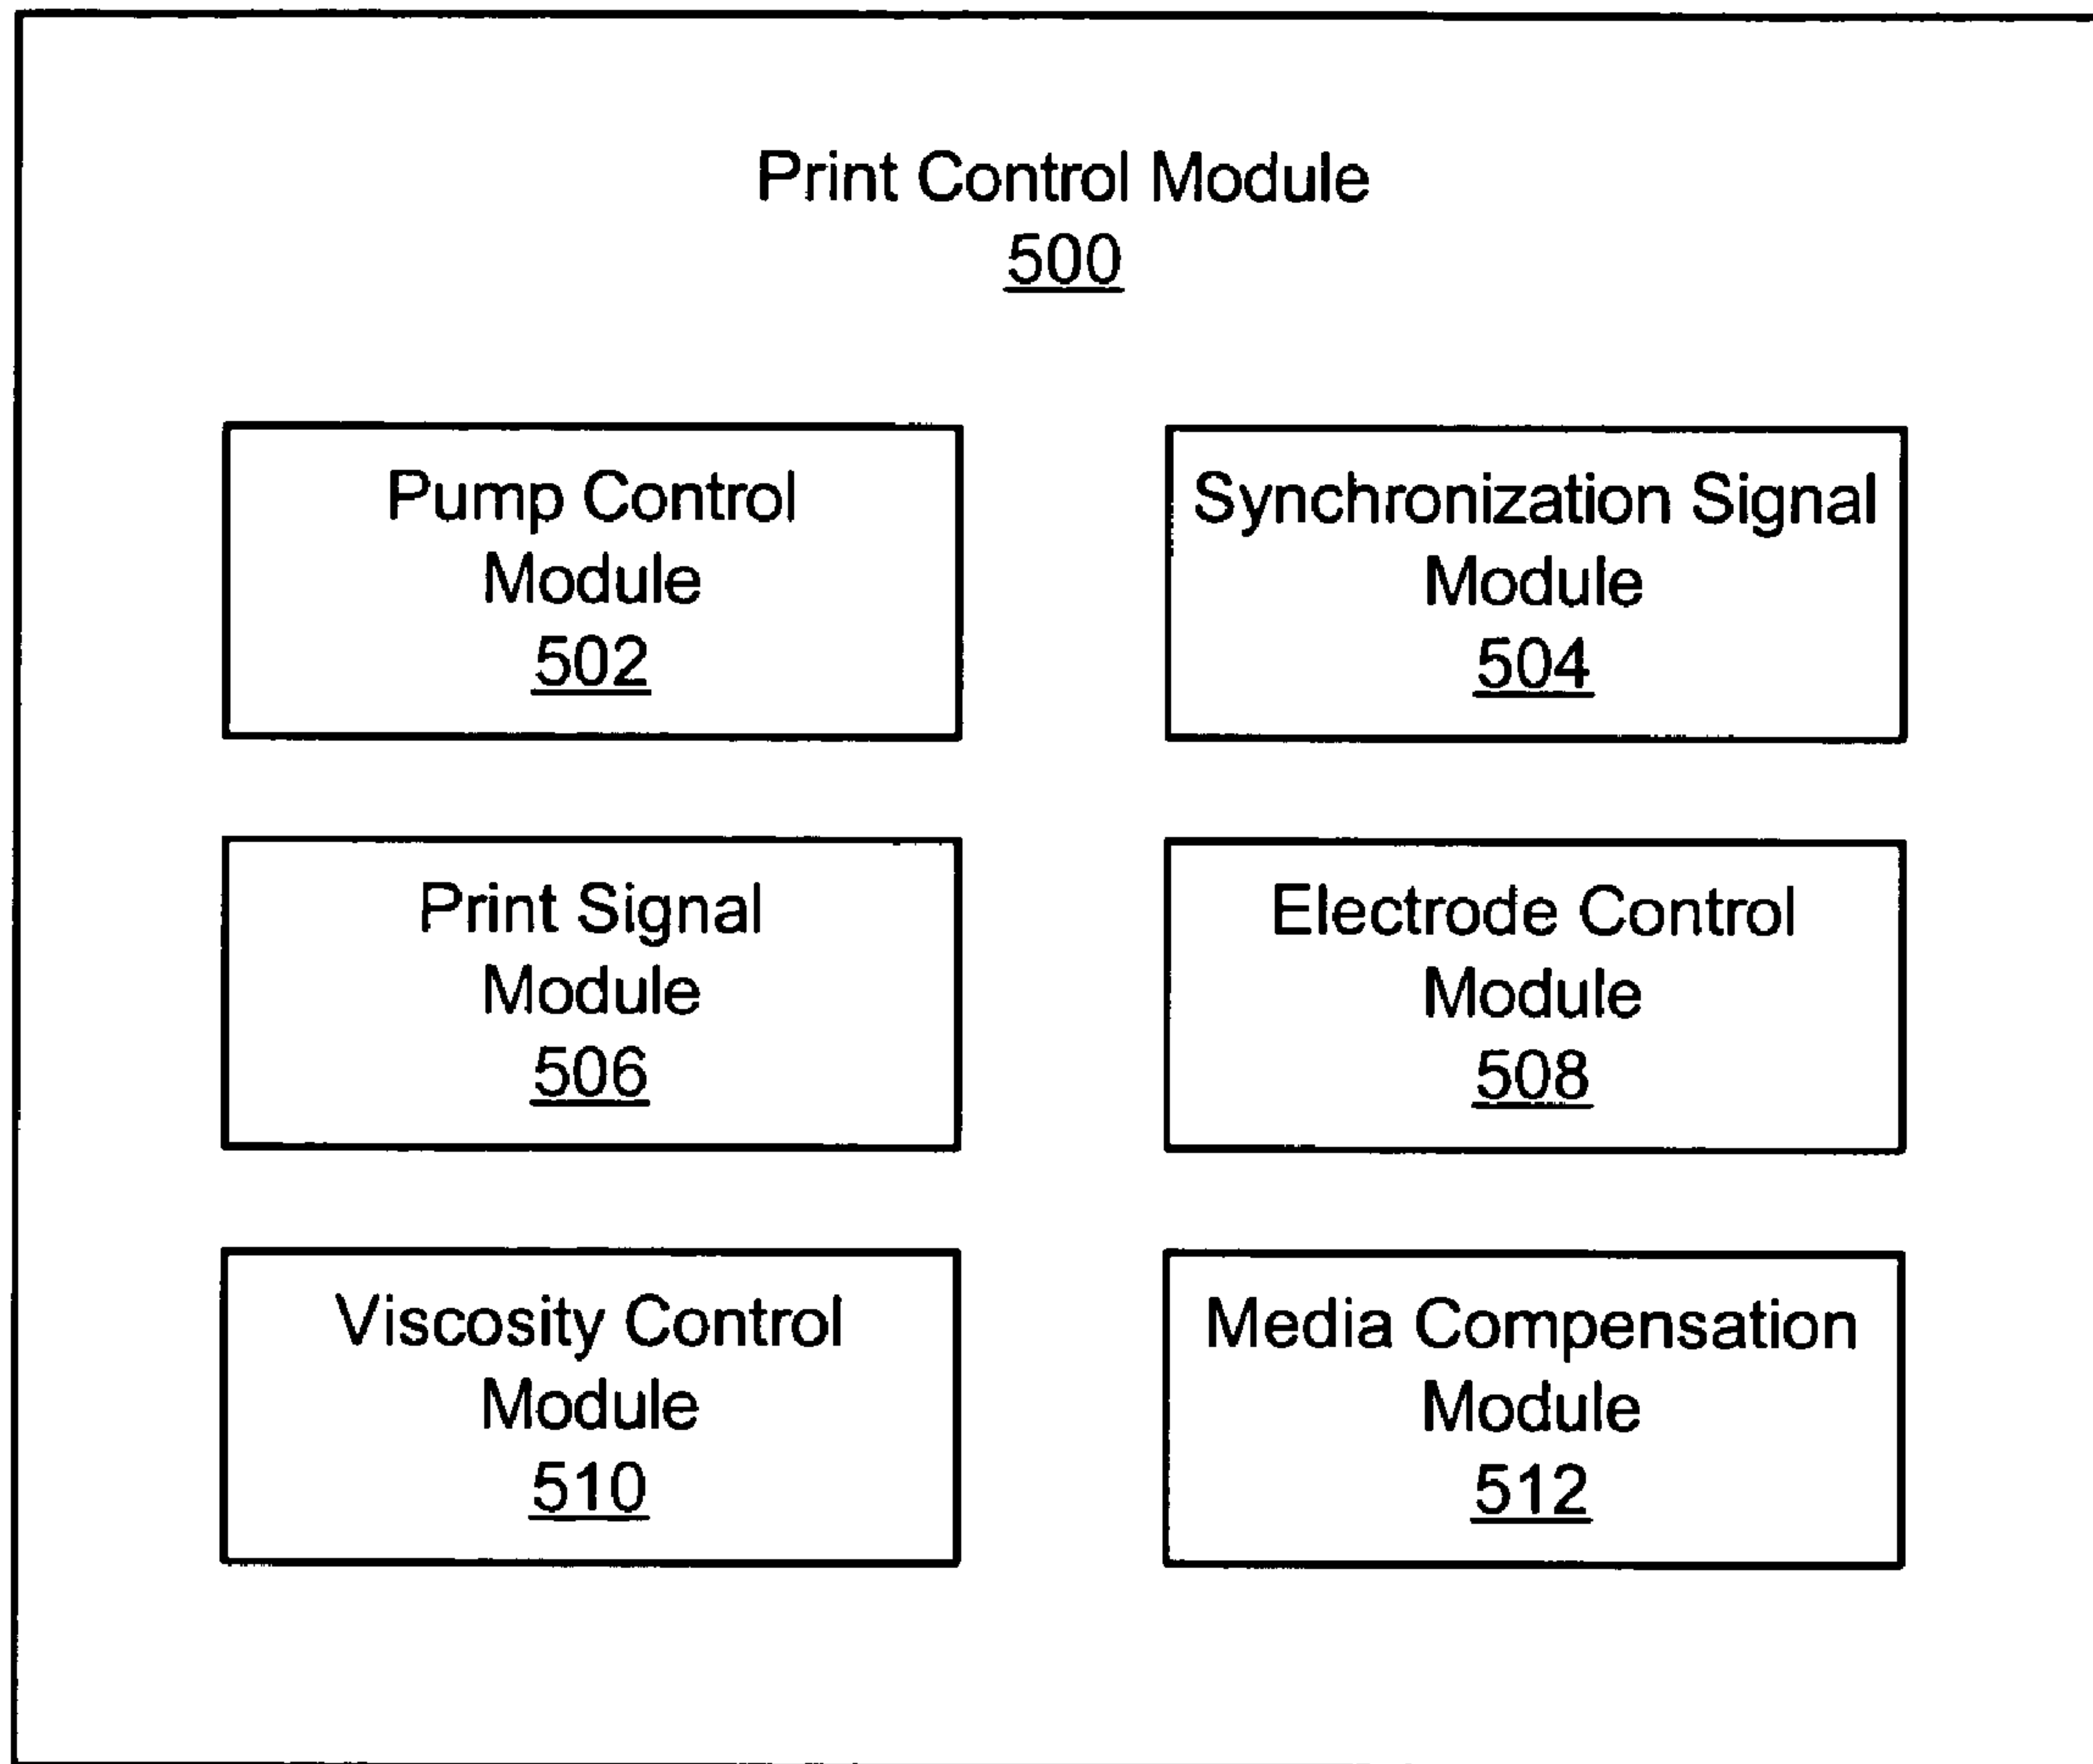 Print Control Module
500
Pump Control
Module
502
Synchronization Signal
Module
504
Print Signal
Module
506
Electrode Control
Module
508
Viscosity Control
Module
510
Media Compensation
Module
512